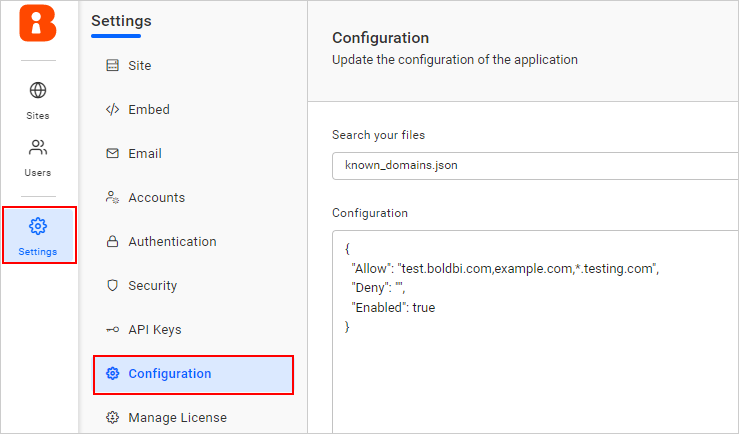 Sites
Users
Settings
Settings
Site
Embed
Email
Accounts
Authentication
Security
API Keys
Configuration
Manage License
Configuration
Update the configuration of the application
Search your files
known_domains.json
Configuration
{
"Allow": "test.boldbi.com,example.com,*.testing.com",
"Deny": "",
"Enabled": true
}